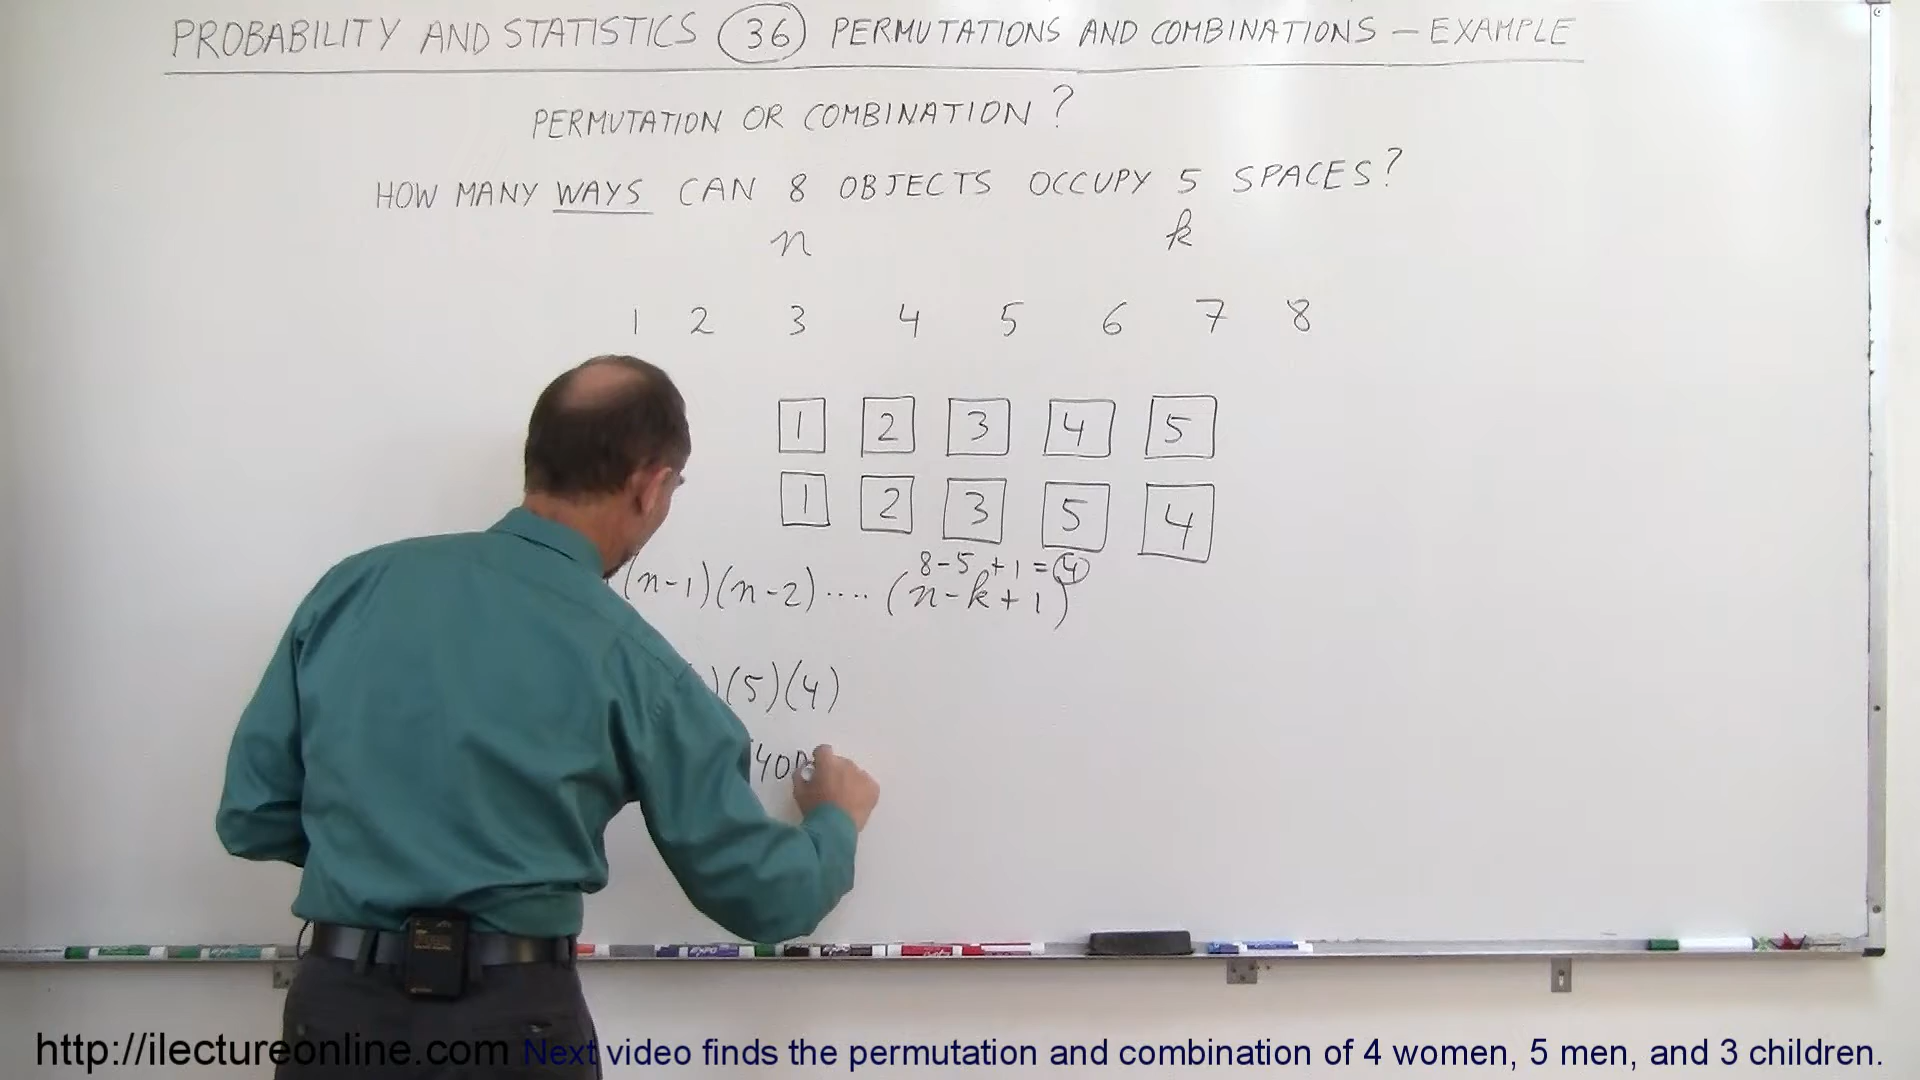 PROBABILITY AND STATISTICS 36 PERMUTATIONS AND COMBINATIONS – EXAMPLE
PERMUTATION OR COMBINATION?
HOW MANY WAYS CAN 8 OBJECTS OCCUPY 5 SPACES?
n k
1 2 3 4 5 6 7 8
1 2 3 4 5
1 2 3 5 4
8-5+1=4
(n-1)(n-2)....(n-k+1)
)(5)(4)
400
http://ilectureonline.com Next video finds the permutation and combination of 4 women, 5 men, and 3 children.